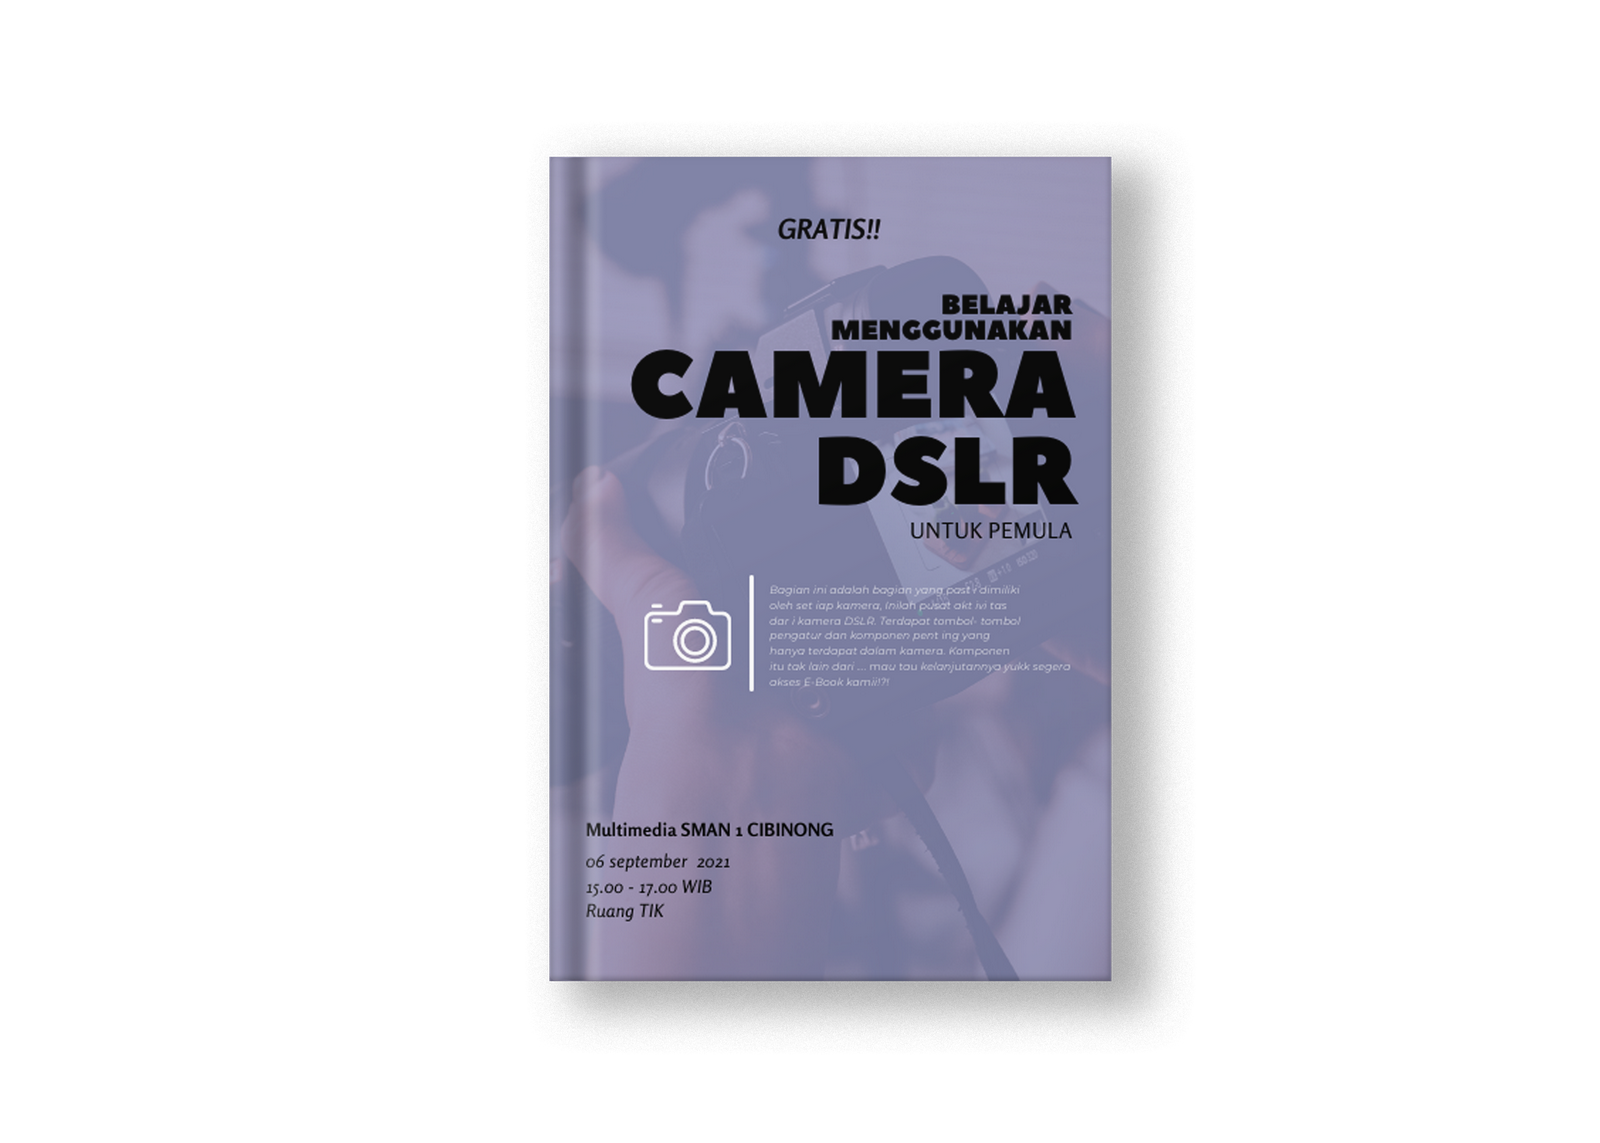 GRATIS!!
BELAJAR
MENGGUNAKAN
CAMERA
DSLR
UNTUK PEMULA
Bagian ini adalah bagian yang past i dimiliki
oleh set iap kamera, Inilah pusat akt ivi tas
dar i kamera DSLR. Terdapat tombol- tombol
pengatur dan komponen pent ing yang
hanya terdapat dalam kamera. Komponen
itu tak lain dari ... mau tau kelanjutannya yukk segera
akses E-Book kamii!?!
Multimedia SMAN 1 CIBINONG
06 september 2021
15.00 - 17.00 WIB
Ruang TIK